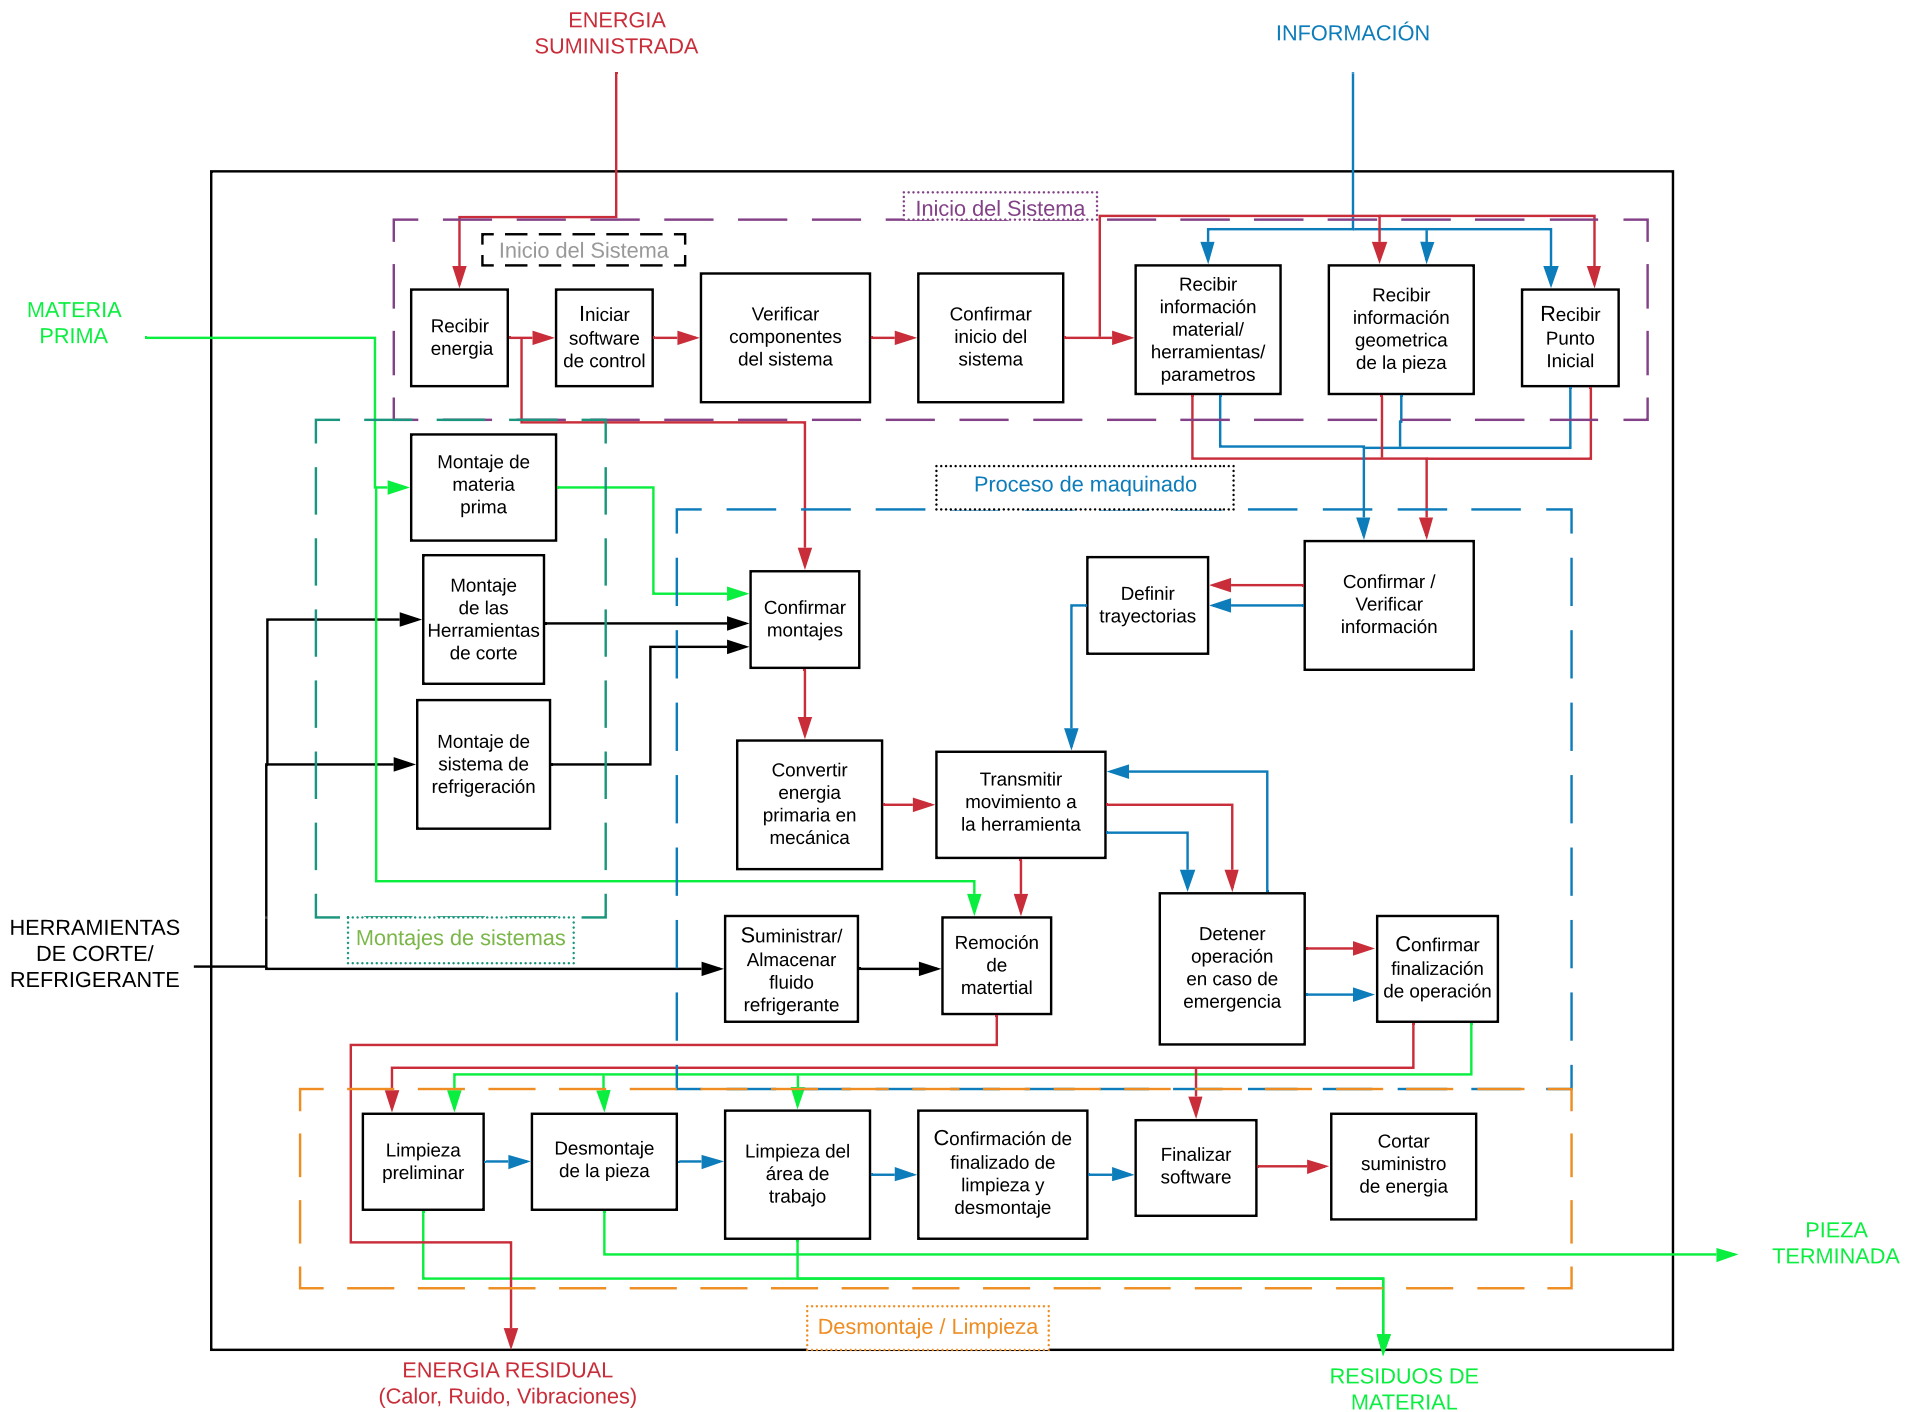 ENERGIA
SUMINISTRADA
INFORMACIÓN
Inicio del Sistema
Inicio del Sistema
MATERIA
PRIMA
Recibir
energia
Iniciar
software
de control
Verificar
componentes
del sistema
Confirmar
inicio del
sistema
Recibir
información
material/
herramientas/
parametros
Recibir
información
geometrica
de la pieza
Recibir
Punto
Inicial
Montaje de
materia
prima
Proceso de maquinado
Montaje
de las
Herramientas
de corte
Confirmar
montajes
Definir
trayectorias
Confirmar /
Verificar
información
Montaje de
sistema de
refrigeración
Convertir
energia
primaria en
mecánica
Transmitir
movimiento a
la herramienta
HERRAMIENTAS
DE CORTE/
REFRIGERANTE
Montajes de sistemas
Suministrar/
Almacenar
fluido
refrigerante
Remoción
de
matertial
Detener
operación
en caso de
emergencia
Confirmar
finalización
de operación
Limpieza
preliminar
Desmontaje
de la pieza
Limpieza del
área de
trabajo
Confirmación de
finalizado de
limpieza y
desmontaje
Finalizar
software
Cortar
suministro
de energia
PIEZA
TERMINADA
Desmontaje / Limpieza
ENERGIA RESIDUAL
(Calor, Ruido, Vibraciones)
RESIDUOS DE
MATERIAL